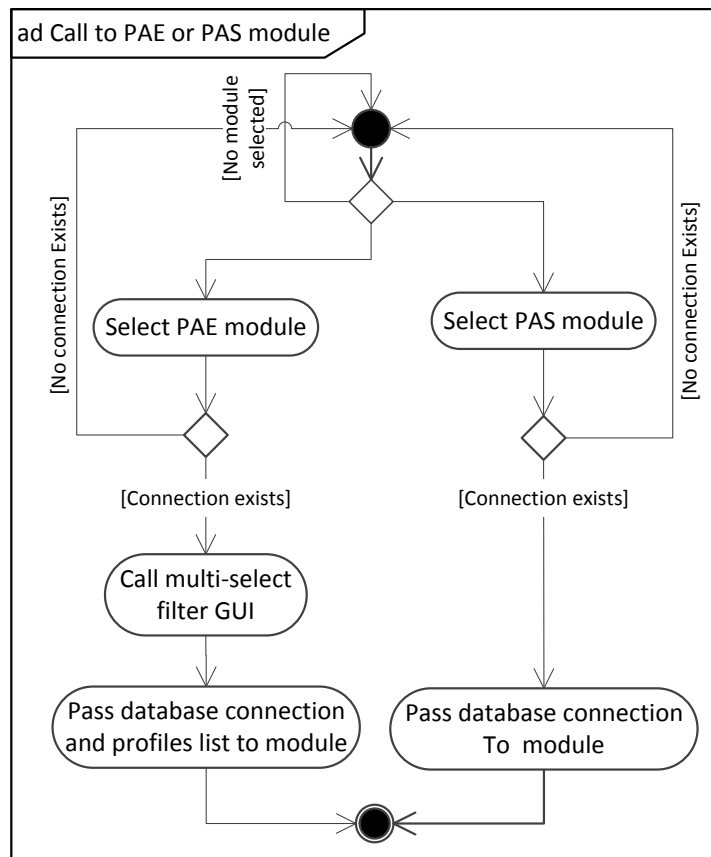 ad Call to PAE or PAS module
[No module
selected]
[No connection Exists]
[No connection Exists]
Select PAE module
Select PAS module
[Connection exists]
[Connection exists]
Call multi-select
filter GUI
Pass database connection
and profiles list to module
Pass database connection
To module